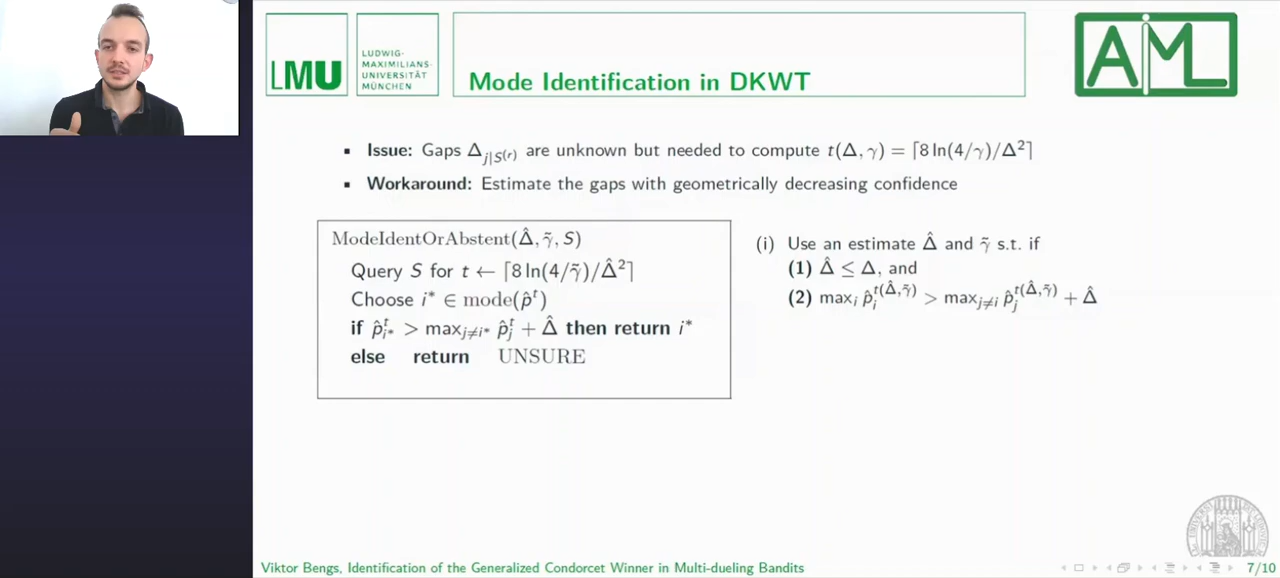 LMU
LUDWIG-
MAXIMILIANS-
UNIVERSITÄT
MÜNCHEN
Mode Identification in DKWT
AIML
▪ Issue: Gaps Δ_{j|S^{(r)}} are unknown but needed to compute t(Δ, γ) = ⌈8 ln(4/γ)/Δ²⌉
▪ Workaround: Estimate the gaps with geometrically decreasing confidence
ModeIdentOrAbstent(Δ̂, γ̃, S)
Query S for t ← ⌈8 ln(4/γ̃)/Δ̂²⌉
Choose i* ∈ mode(p̂^t)
if p̂^t_{i*} > max_{j≠i*} p̂^t_j + Δ̂ then return i*
else return UNSURE
(i) Use an estimate Δ̂ and γ̃ s.t. if
(1) Δ̂ ≤ Δ, and
(2) max_i p̂_i^{t(Δ̂,γ̃)} > max_{j≠i} p̂_j^{t(Δ̂,γ̃)} + Δ̂
Viktor Bengs, Identification of the Generalized Condorcet Winner in Multi-dueling Bandits
7/10